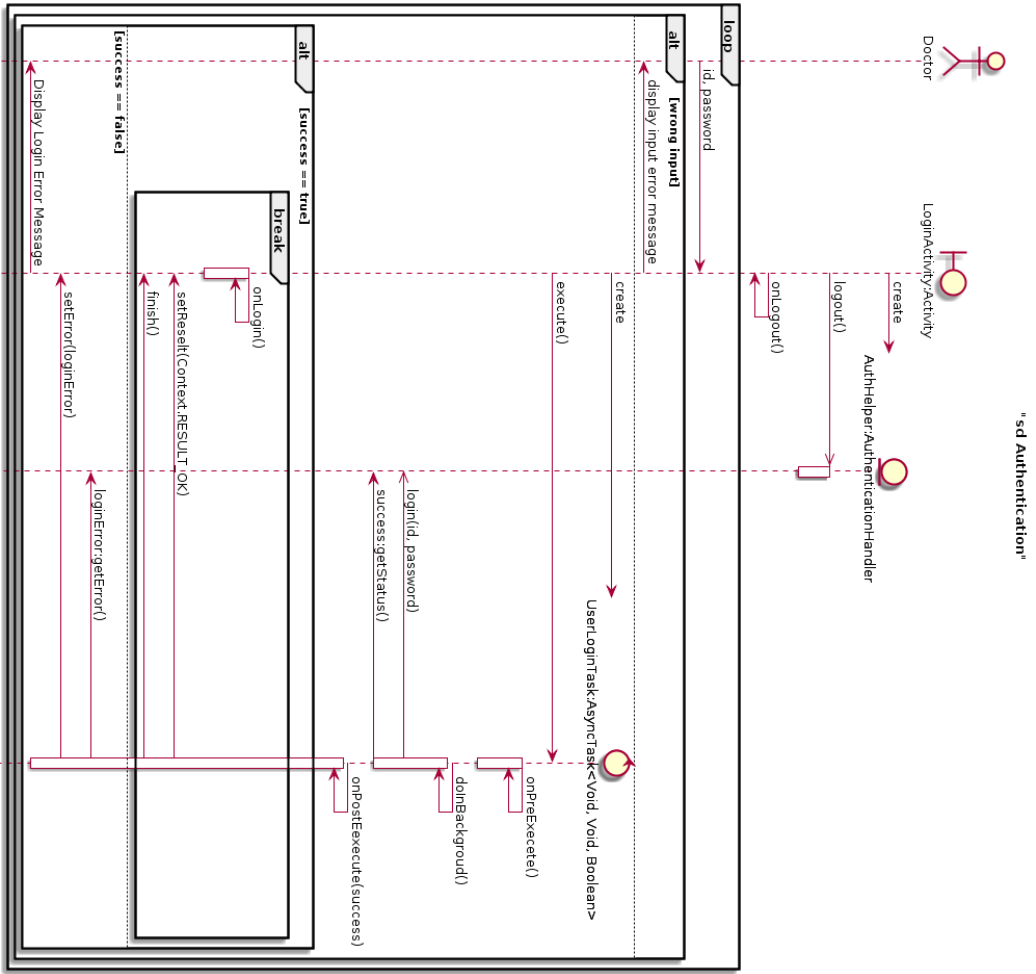 "sd Authentication"
Doctor
LoginActivity:Activity
create
AuthHelper:AuthenticationHandler
logout()
onLogout()
loop
id, password
alt
[wrong input]
display input error message
create
UserLoginTask:AsyncTask<Void, Void, Boolean>
execute()
onPreExecete()
doInBackgroud()
login(id, password)
success:getStatus()
onPostEexecute(success)
alt
[success == true]
break
onLogin()
setReselt(Context.RESULT_OK)
finish()
[success == false]
loginError:getError()
setError(loginError)
Display Login Error Message